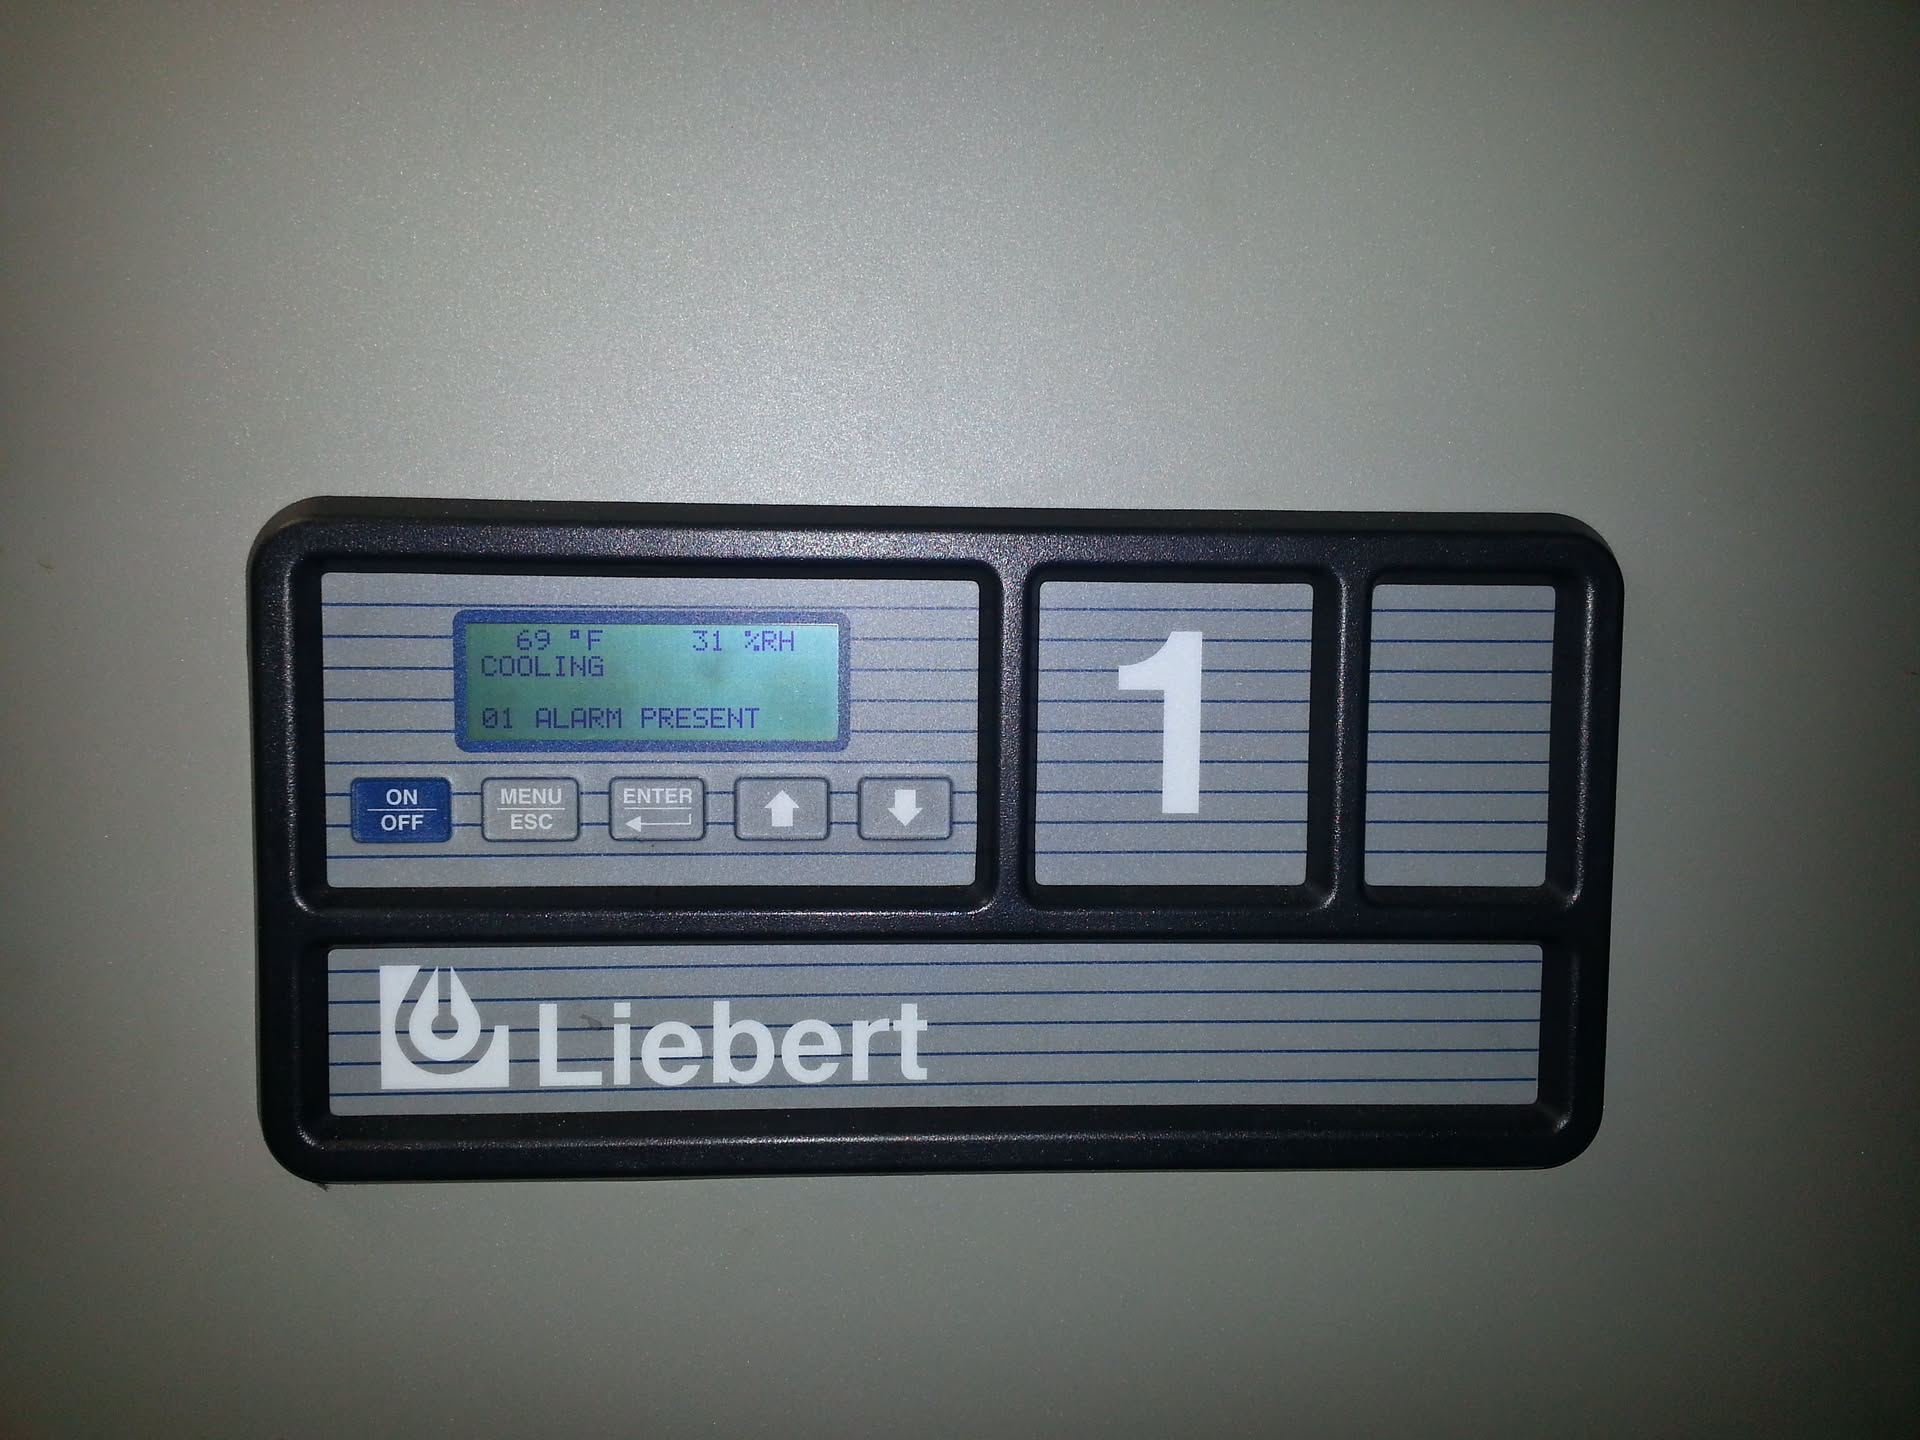 69 °F 31 %RH
COOLING
01 ALARM PRESENT
ON
OFF
MENU
ESC
ENTER
1
Liebert